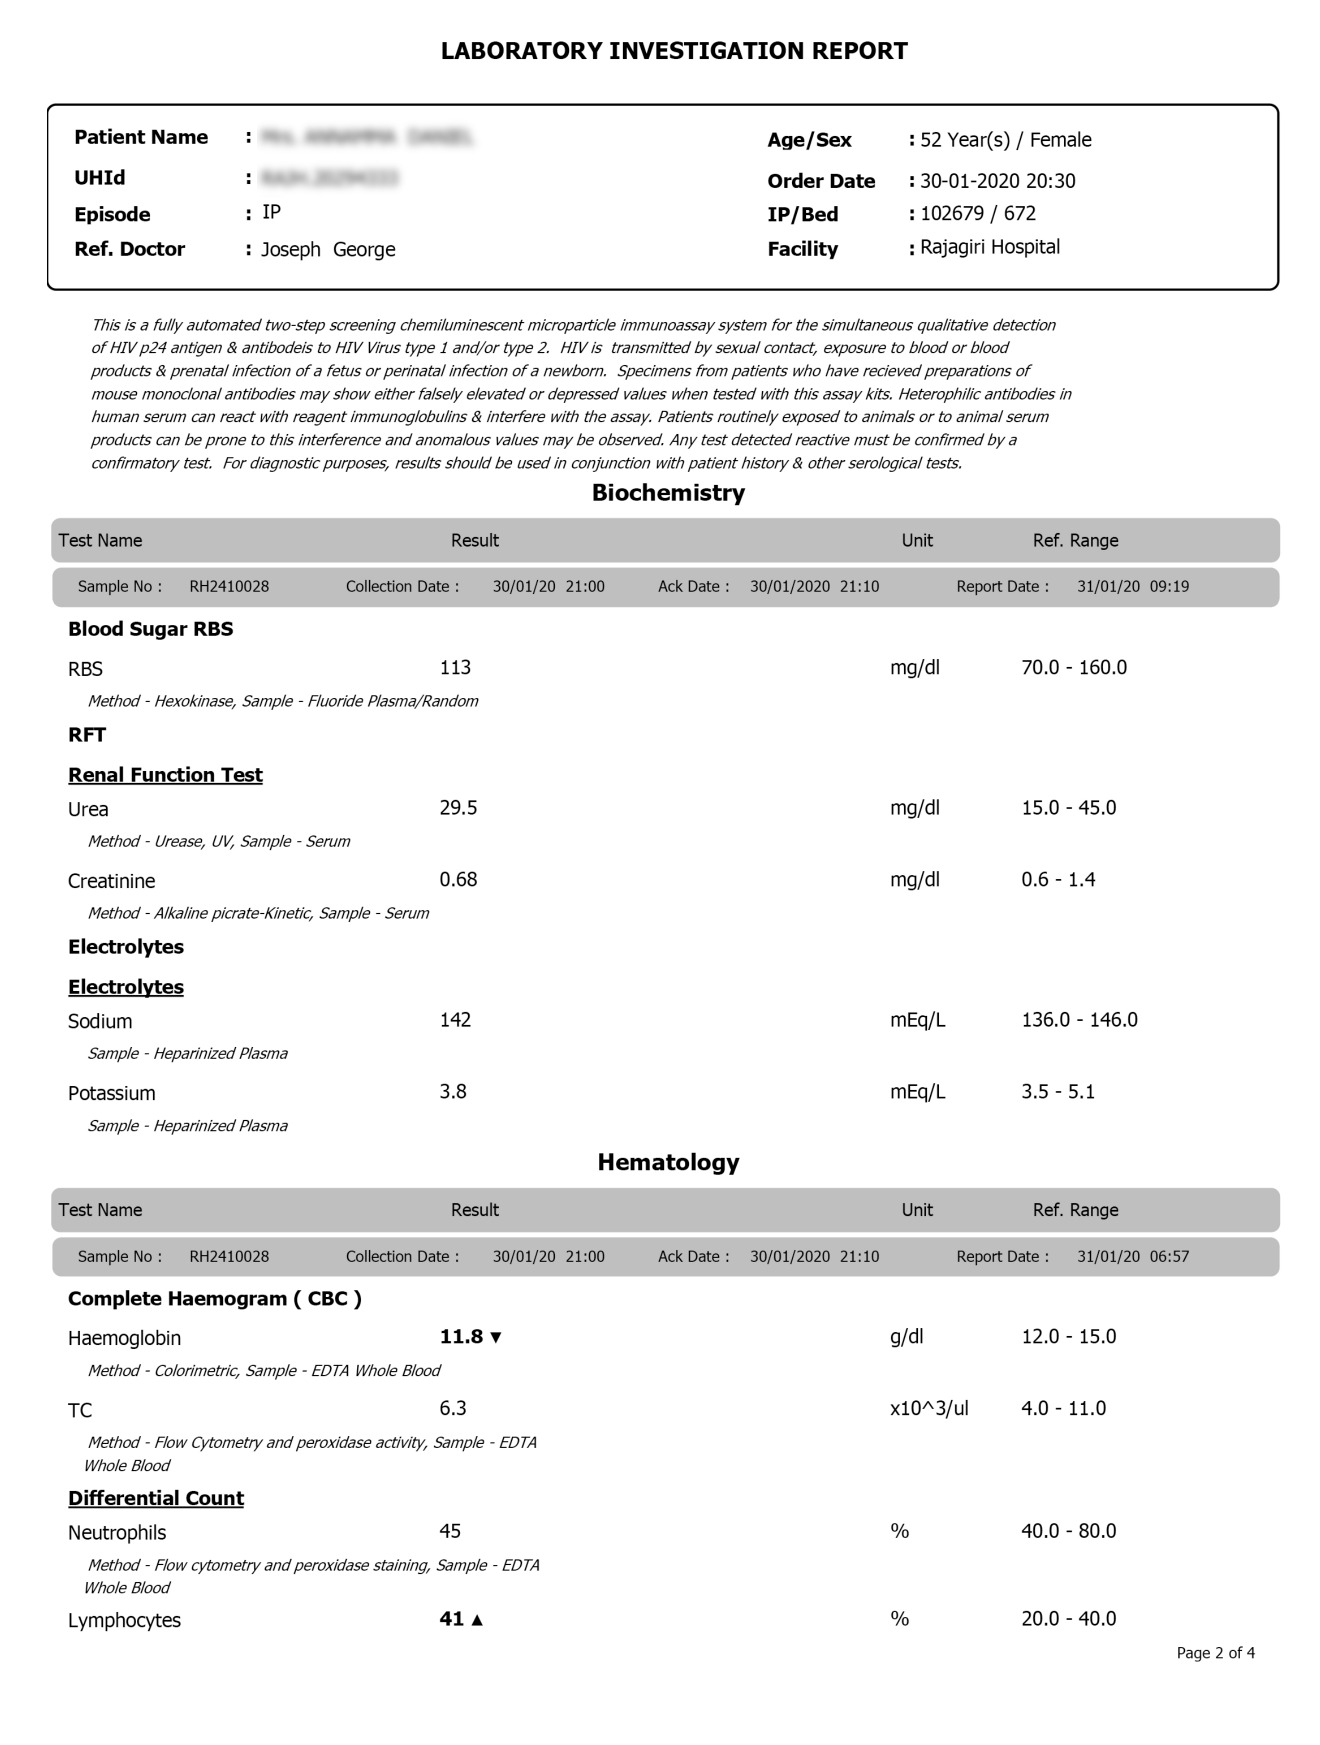 LABORATORY INVESTIGATION REPORT
Patient Name :
Age/Sex : 52 Year(s) / Female
UHId :
Order Date : 30-01-2020 20:30
Episode : IP
IP/Bed : 102679 / 672
Ref. Doctor : Joseph George
Facility : Rajagiri Hospital
This is a fully automated two-step screening chemiluminescent microparticle immunoassay system for the simultaneous qualitative detection
of HIV p24 antigen & antibodeis to HIV Virus type 1 and/or type 2. HIV is transmitted by sexual contact, exposure to blood or blood
products & prenatal infection of a fetus or perinatal infection of a newborn. Specimens from patients who have recieved preparations of
mouse monoclonal antibodies may show either falsely elevated or depressed values when tested with this assay kits. Heterophilic antibodies in
human serum can react with reagent immunoglobulins & interfere with the assay. Patients routinely exposed to animals or to animal serum
products can be prone to this interference and anomalous values may be observed. Any test detected reactive must be confirmed by a
confirmatory test. For diagnostic purposes, results should be used in conjunction with patient history & other serological tests.
Biochemistry
Test Name Result Unit Ref. Range
Sample No : RH2410028 Collection Date : 30/01/20 21:00 Ack Date : 30/01/2020 21:10 Report Date : 31/01/20 09:19
Blood Sugar RBS
RBS 113 mg/dl 70.0 - 160.0
Method - Hexokinase, Sample - Fluoride Plasma/Random
RFT
Renal Function Test
Urea 29.5 mg/dl 15.0 - 45.0
Method - Urease, UV, Sample - Serum
Creatinine 0.68 mg/dl 0.6 - 1.4
Method - Alkaline picrate-Kinetic, Sample - Serum
Electrolytes
Electrolytes
Sodium 142 mEq/L 136.0 - 146.0
Sample - Heparinized Plasma
Potassium 3.8 mEq/L 3.5 - 5.1
Sample - Heparinized Plasma
Hematology
Test Name Result Unit Ref. Range
Sample No : RH2410028 Collection Date : 30/01/20 21:00 Ack Date : 30/01/2020 21:10 Report Date : 31/01/20 06:57
Complete Haemogram ( CBC )
Haemoglobin 11.8 ▼ g/dl 12.0 - 15.0
Method - Colorimetric, Sample - EDTA Whole Blood
TC 6.3 x10^3/ul 4.0 - 11.0
Method - Flow Cytometry and peroxidase activity, Sample - EDTA
Whole Blood
Differential Count
Neutrophils 45 % 40.0 - 80.0
Method - Flow cytometry and peroxidase staining, Sample - EDTA
Whole Blood
Lymphocytes 41 ▲ % 20.0 - 40.0
Page 2 of 4